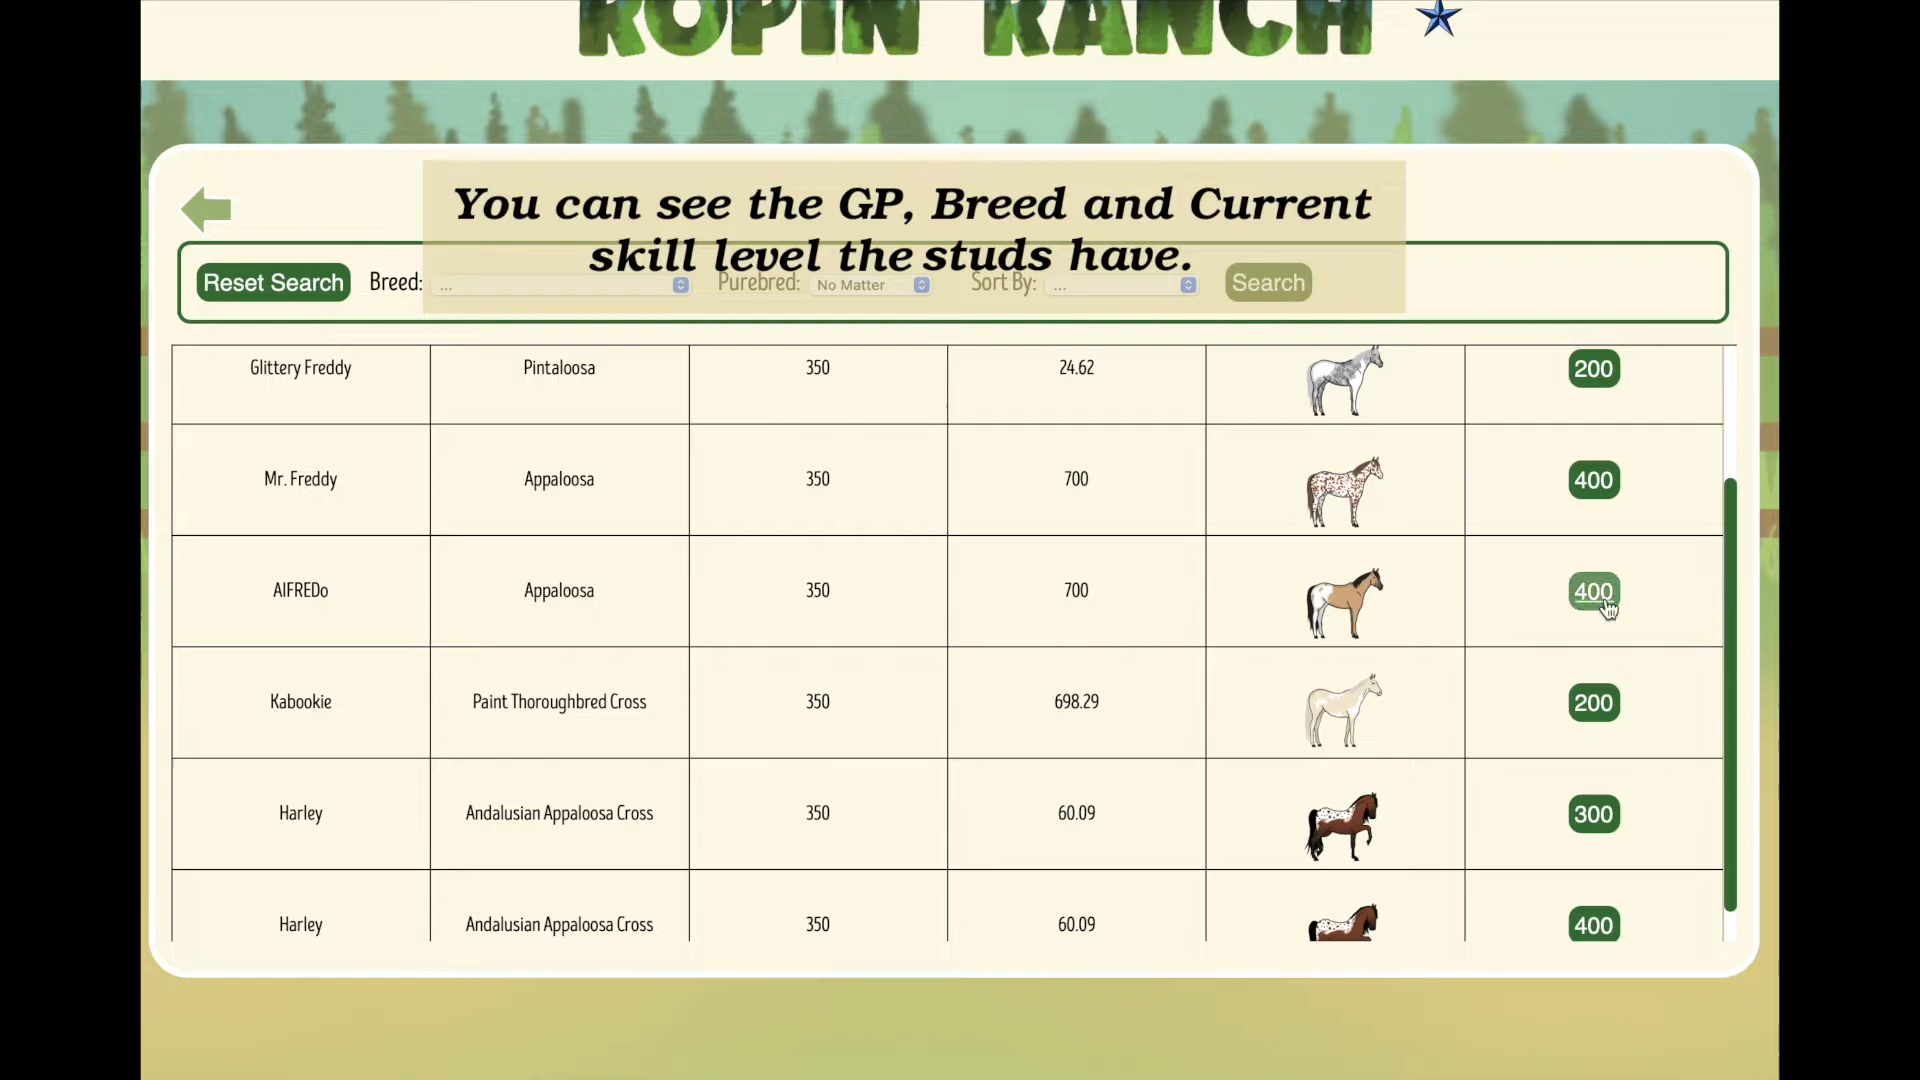 ROPIN RANCH
You can see the GP, Breed and Current
skill level the studs have.
Reset Search Breed: ... Purebred: No Matter Sort By: ... Search
Glittery Freddy Pintaloosa 350 24.62 200
Mr. Freddy Appaloosa 350 700 400
AlFREDo Appaloosa 350 700 400
Kabookie Paint Thoroughbred Cross 350 698.29 200
Harley Andalusian Appaloosa Cross 350 60.09 300
Harley Andalusian Appaloosa Cross 350 60.09 400